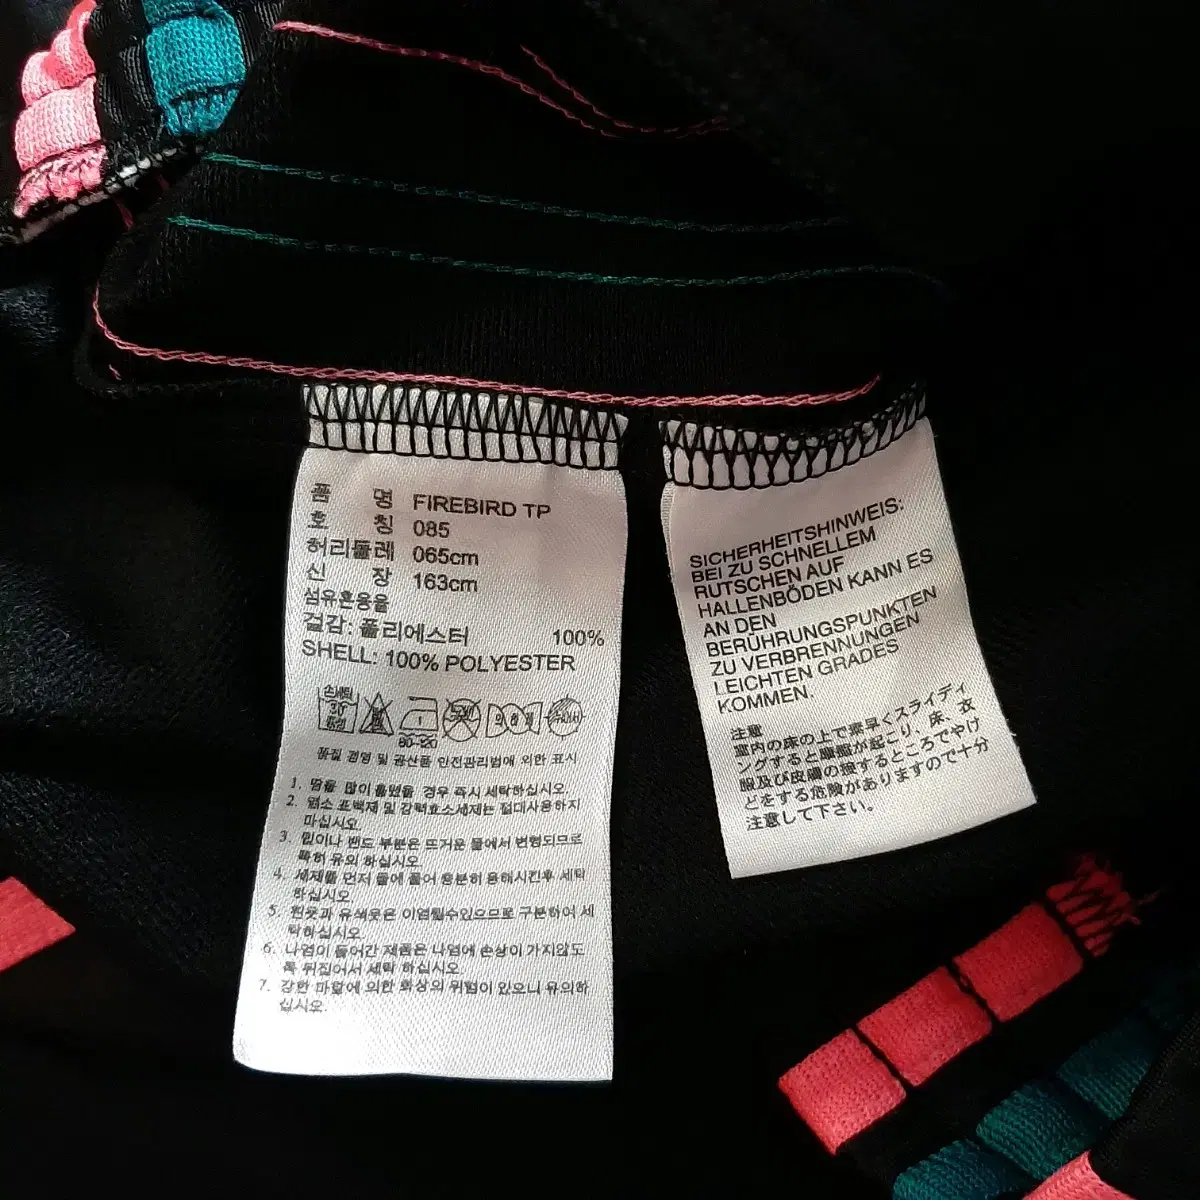 품 명 FIREBIRD TP
호 칭 085
허리둘레 065cm
신 장 163cm
섬유혼용율
겉감: 폴리에스터 100%
SHELL: 100% POLYESTER
손세탁
30°
중성
80-120
품질 경영 및 공산품 안전관리법에 의한 표시
1. 땀을 많이 흘렸을 경우 즉시 세탁하십시오.
2. 염소 표백제 및 강력효소세제는 절대사용하지
마십시오.
3. 립이나 밴드 부분은 뜨거운 물에서 변형되므로
특히 유의 하십시오.
4. 세제를 먼저 물에 풀어 충분히 용해시킨후 세탁
하십시오.
5. 흰옷과 유색옷은 이염될수있으므로 구분하여 세
탁하십시오.
6. 나염이 들어간 제품은 나염에 손상이 가지않도
록 뒤집어서 세탁 하십시오.
7. 강한 마찰에 의한 화상의 위험이 있으니 유의하
십시오.
SICHERHEITSHINWEIS:
BEI ZU SCHNELLEM
RUTSCHEN AUF
HALLENBÖDEN KANN ES
AN DEN
BERÜHRUNGSPUNKTEN
ZU VERBRENNUNGEN
LEICHTEN GRADES
KOMMEN.
注意
室内の床の上で素早くスライディ
ングすると摩擦が起こり、床、衣
服及び皮膚の接するところでやけ
どをする危険がありますので十分
注意して下さい。